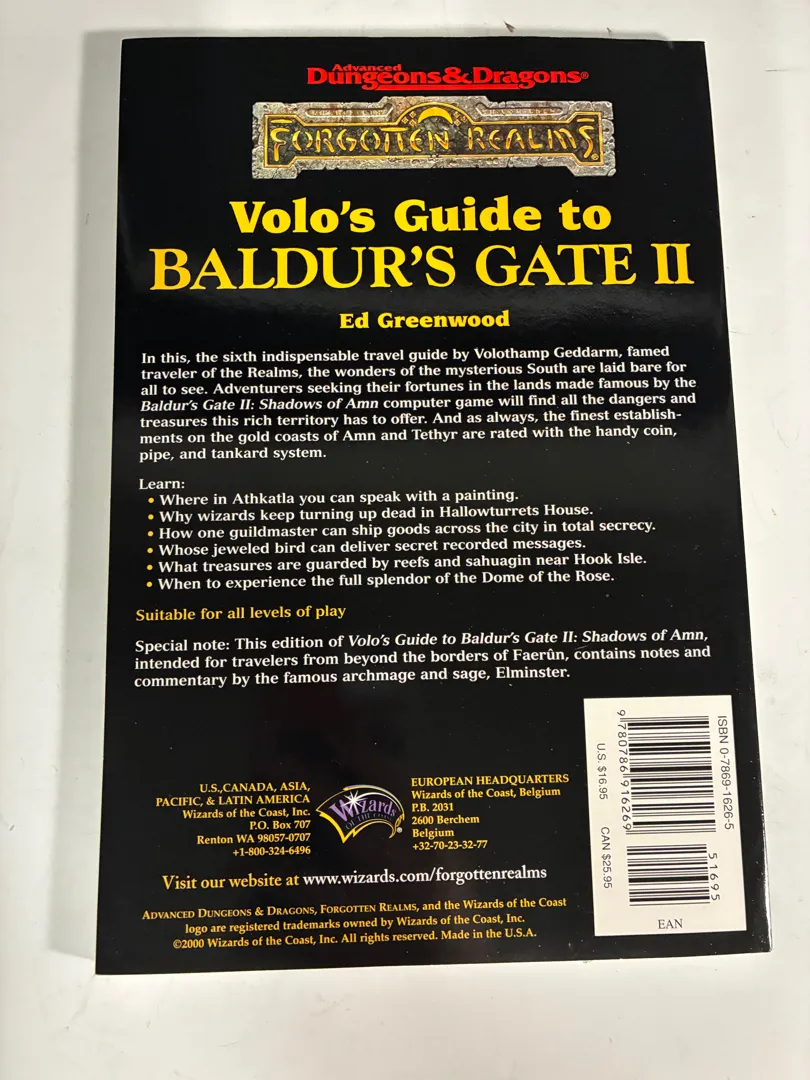 Advanced
Dungeons & Dragons®
FORGOTTEN REALMS®
Volo's Guide to
BALDUR'S GATE II
Ed Greenwood
In this, the sixth indispensable travel guide by Volothamp Geddarm, famed
traveler of the Realms, the wonders of the mysterious South are laid bare for
all to see. Adventurers seeking their fortunes in the lands made famous by the
Baldur's Gate II: Shadows of Amn computer game will find all the dangers and
treasures this rich territory has to offer. And as always, the finest establish-
ments on the gold coasts of Amn and Tethyr are rated with the handy coin,
pipe, and tankard system.
Learn:
• Where in Athkatla you can speak with a painting.
• Why wizards keep turning up dead in Hallowturrets House.
• How one guildmaster can ship goods across the city in total secrecy.
• Whose jeweled bird can deliver secret recorded messages.
• What treasures are guarded by reefs and sahuagin near Hook Isle.
• When to experience the full splendor of the Dome of the Rose.
Suitable for all levels of play
Special note: This edition of Volo's Guide to Baldur's Gate II: Shadows of Amn,
intended for travelers from beyond the borders of Faerûn, contains notes and
commentary by the famous archmage and sage, Elminster.
U.S.,CANADA, ASIA,
PACIFIC, & LATIN AMERICA
Wizards of the Coast, Inc.
P.O. Box 707
Renton WA 98057-0707
+1-800-324-6496
Wizards
OF THE COAST®
EUROPEAN HEADQUARTERS
Wizards of the Coast, Belgium
P.B. 2031
2600 Berchem
Belgium
+32-70-23-32-77
ISBN 0-7869-1626-5
9 780786 916269
51695
U.S. $16.95 CAN $25.95
EAN
Visit our website at www.wizards.com/forgottenrealms
ADVANCED DUNGEONS & DRAGONS, FORGOTTEN REALMS, and the Wizards of the Coast
logo are registered trademarks owned by Wizards of the Coast, Inc.
©2000 Wizards of the Coast, Inc. All rights reserved. Made in the U.S.A.